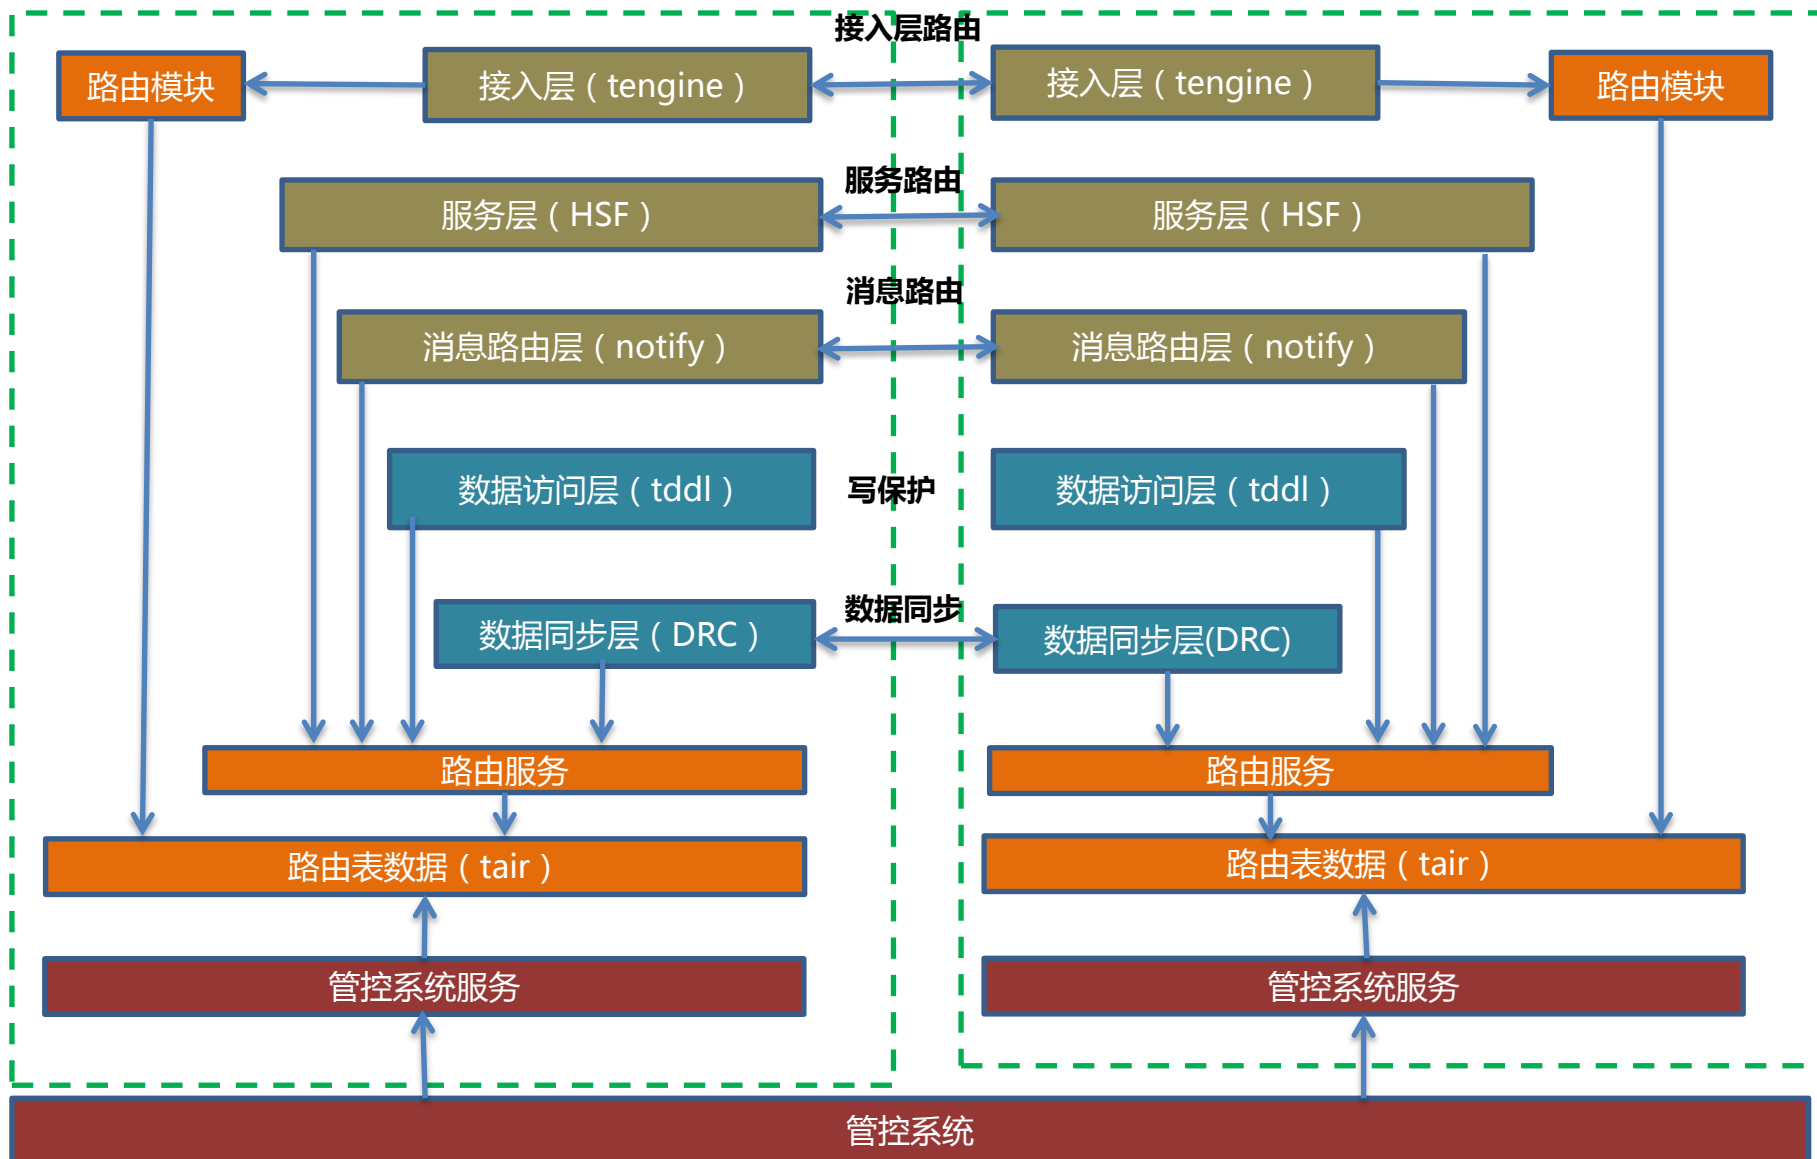 接入层路由
路由模块
接入层（tengine）
接入层（tengine）
路由模块
服务路由
服务层（HSF）
服务层（HSF）
消息路由
消息路由层（notify）
消息路由层（notify）
数据访问层（tddl）
写保护
数据访问层（tddl）
数据同步
数据同步层（DRC）
数据同步层(DRC)
路由服务
路由服务
路由表数据（tair）
路由表数据（tair）
管控系统服务
管控系统服务
管控系统